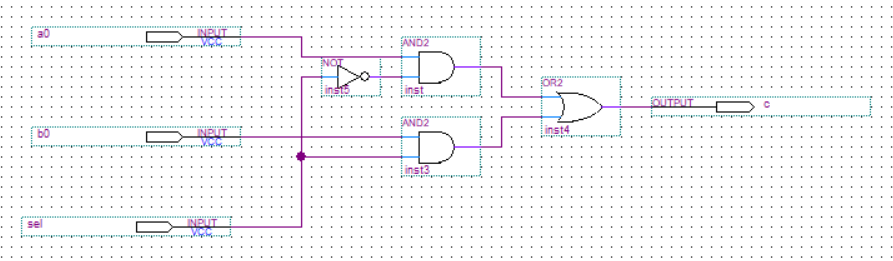 a0
INPUT
VCC
NOT
inst5
AND2
inst
OR2
inst4
OUTPUT
c
b0
INPUT
VCC
AND2
inst3
sel
INPUT
VCC